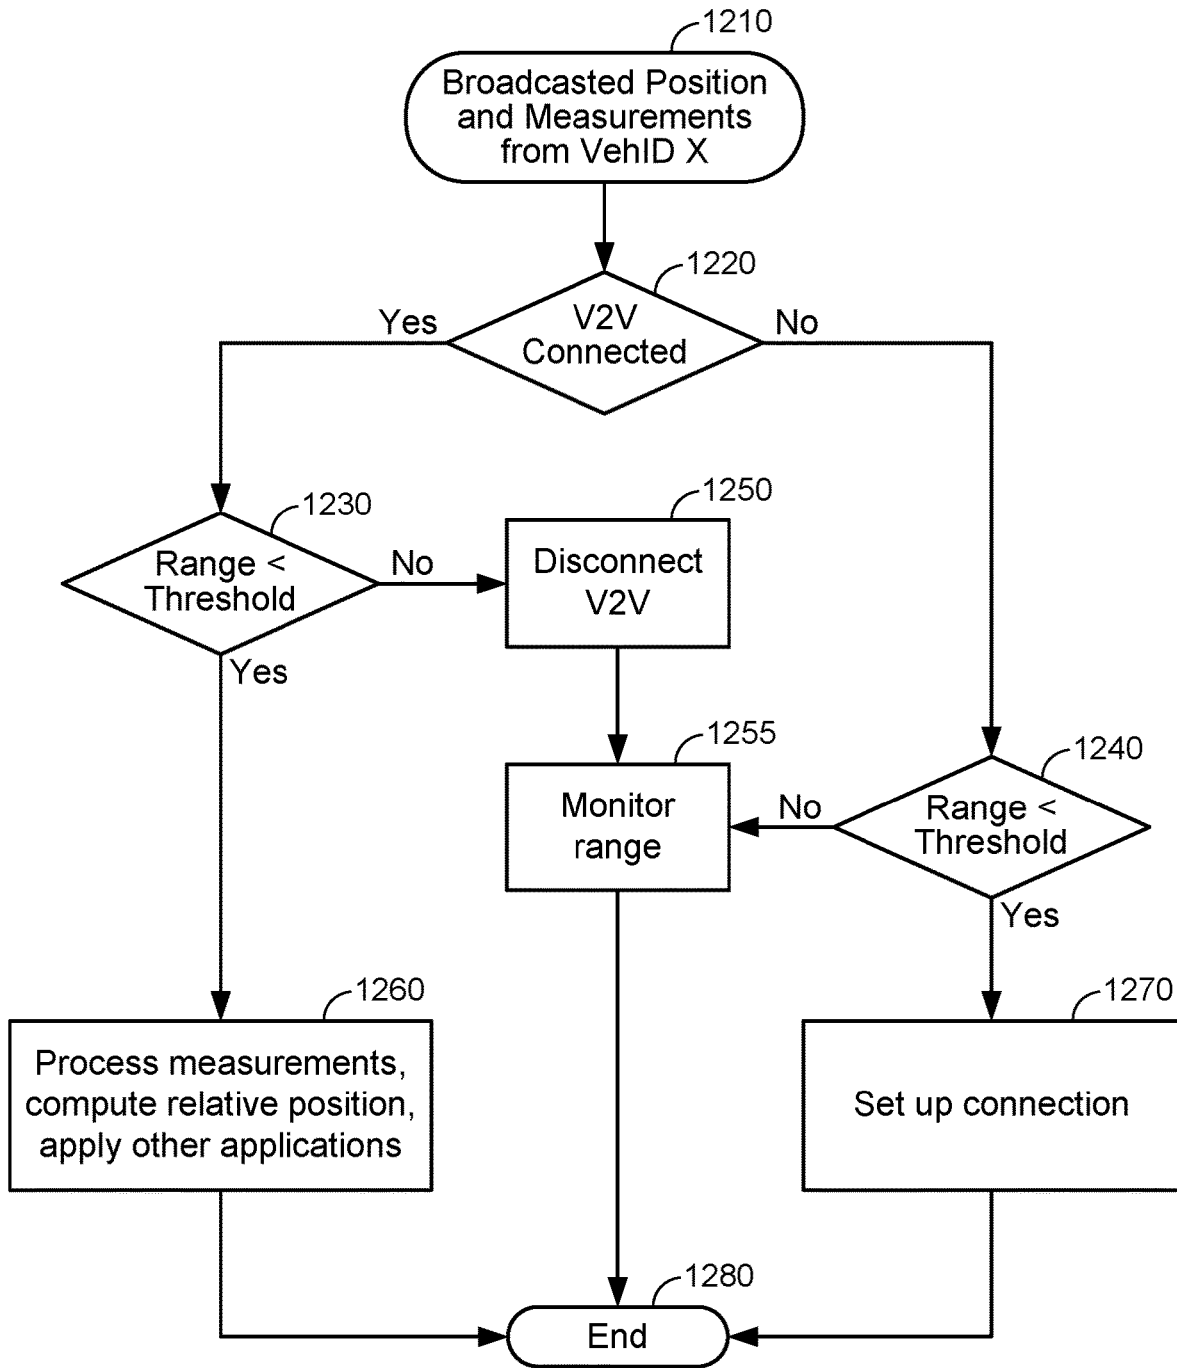 1210
Broadcasted Position
and Measurements
from VehID X
1220
Yes
V2V
Connected
No
1230
Range <
Threshold
No
Yes
1250
Disconnect
V2V
1255
Monitor
range
1240
No
Range <
Threshold
Yes
1260
Process measurements,
compute relative position,
apply other applications
1270
Set up connection
1280
End